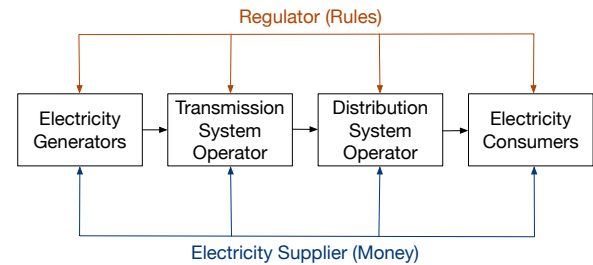 Regulator (Rules)
Electricity
Generators
Transmission
System
Operator
Distribution
System
Operator
Electricity
Consumers
Electricity Supplier (Money)